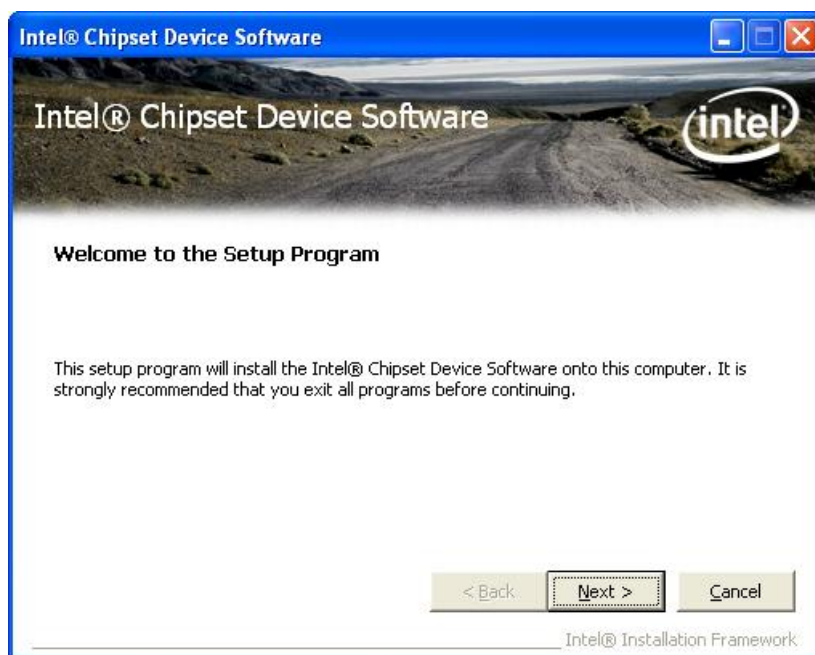 Intel® Chipset Device Software
Intel® Chipset Device Software
intel
Welcome to the Setup Program
This setup program will install the Intel® Chipset Device Software onto this computer. It is
strongly recommended that you exit all programs before continuing.
< Back
Next >
Cancel
Intel® Installation Framework